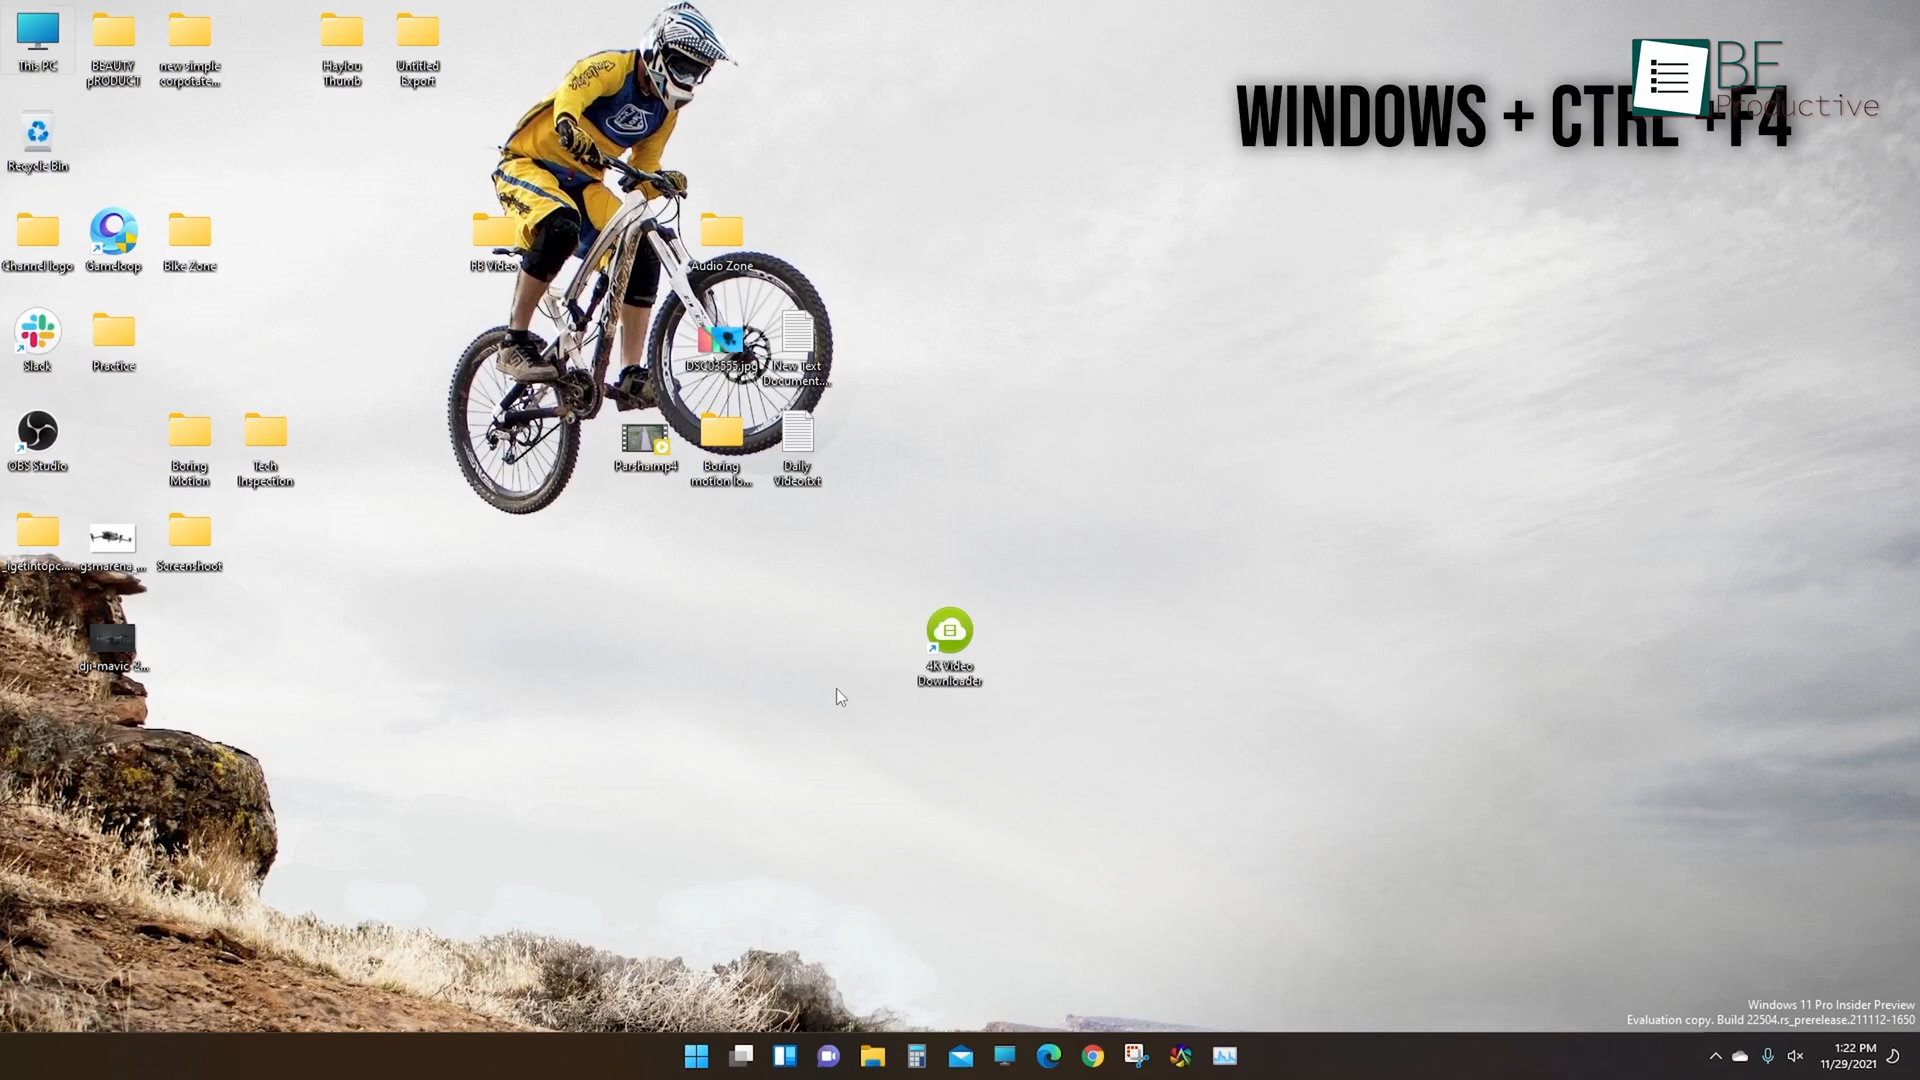 This PC
BEAUTY
pRODUCT
new simple
corpotate...
Haylou
Thumb
Untitled
Export
BE
Productive
WINDOWS + CTRL +F4
Recycle Bin
Channel logo
Gameloop
Bike Zone
FB Video
Audio Zone
Slack
Practice
DSC03555.jpg
New Text
Document....
OBS Studio
Boring
Motion
Tech
Inspection
Parsha.mp4
Boring
motion lo...
Daily
Video.txt
_igetintopc....
gsmarena_...
Screenshoot
dji-mavic-2...
4K Video
Downloader
Windows 11 Pro Insider Preview
Evaluation copy. Build 22504.rs_prerelease.211112-1650
1:22 PM
11/29/2021